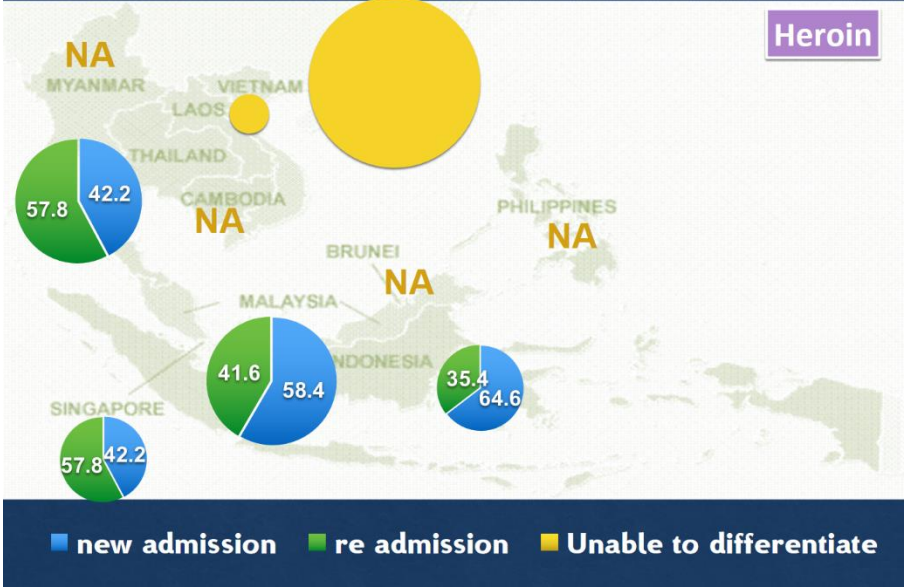 Heroin
NA
MYANMAR
VIETNAM
LAOS
THAILAND
57.8
42.2
CAMBODIA
NA
PHILIPPINES
NA
BRUNEI
NA
MALAYSIA
INDONESIA
41.6
58.4
35.4
64.6
SINGAPORE
57.8
42.2
new admission
re admission
Unable to differentiate